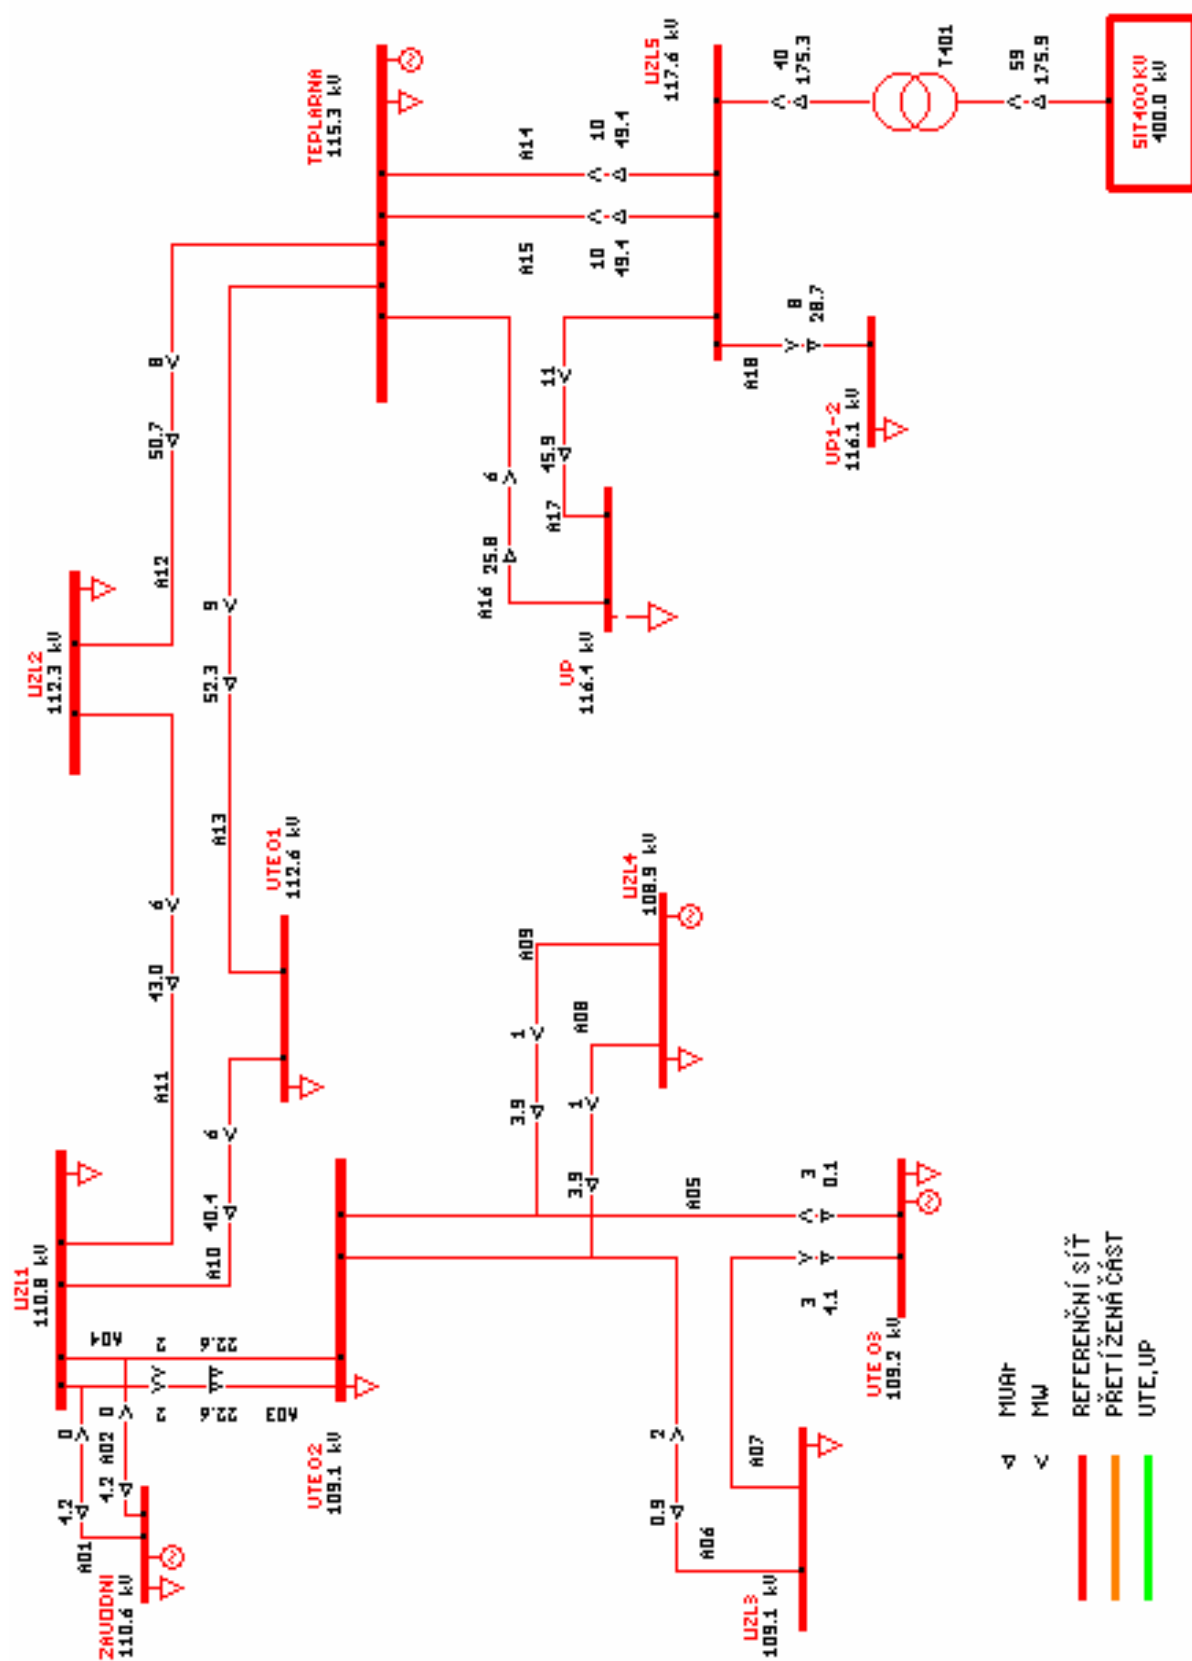 ZAVODNI
110.6 kV
A01
4.2
0
4.2
A02
0
UZL1
110.8 kV
A04
2
22.6
2
22.6
A03
UTE O2
109.1 kV
A10
40.4
6
A11
43.0
6
UTE O1
112.6 kV
A13
52.3
9
UZL2
112.3 kV
A12
50.7
8
TEPLARNA
115.3 kV
A14
10
49.4
A15
10
49.4
UZL5
117.6 kV
40
175.3
T401
59
175.9
SIT400KV
400.0 kV
A16
25.8
6
A17
45.9
11
UP
116.4 kV
A18
8
28.7
UP1-2
116.1 kV
UZL4
108.9 kV
A09
1
3.9
A08
1
3.9
A05
3
0.1
3
4.1
UTE O3
109.2 kV
A07
A06
0.9
2
UZL3
109.1 kV
MVAr
MW
REFERENČNÍ SÍŤ
PŘETÍŽENÁ ČÁST
UTE, UP